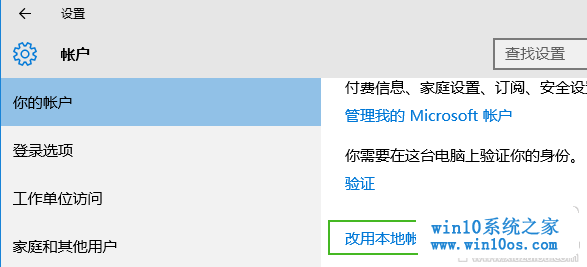 设置
帐户
查找设置
你的帐户
登录选项
工作单位访问
家庭和其他用户
付费信息、家庭设置、订阅、安全设
管理我的 Microsoft 帐户
你需要在这台电脑上验证你的身份。
验证
改用本地帐
win10系统之家
www.win10os.com